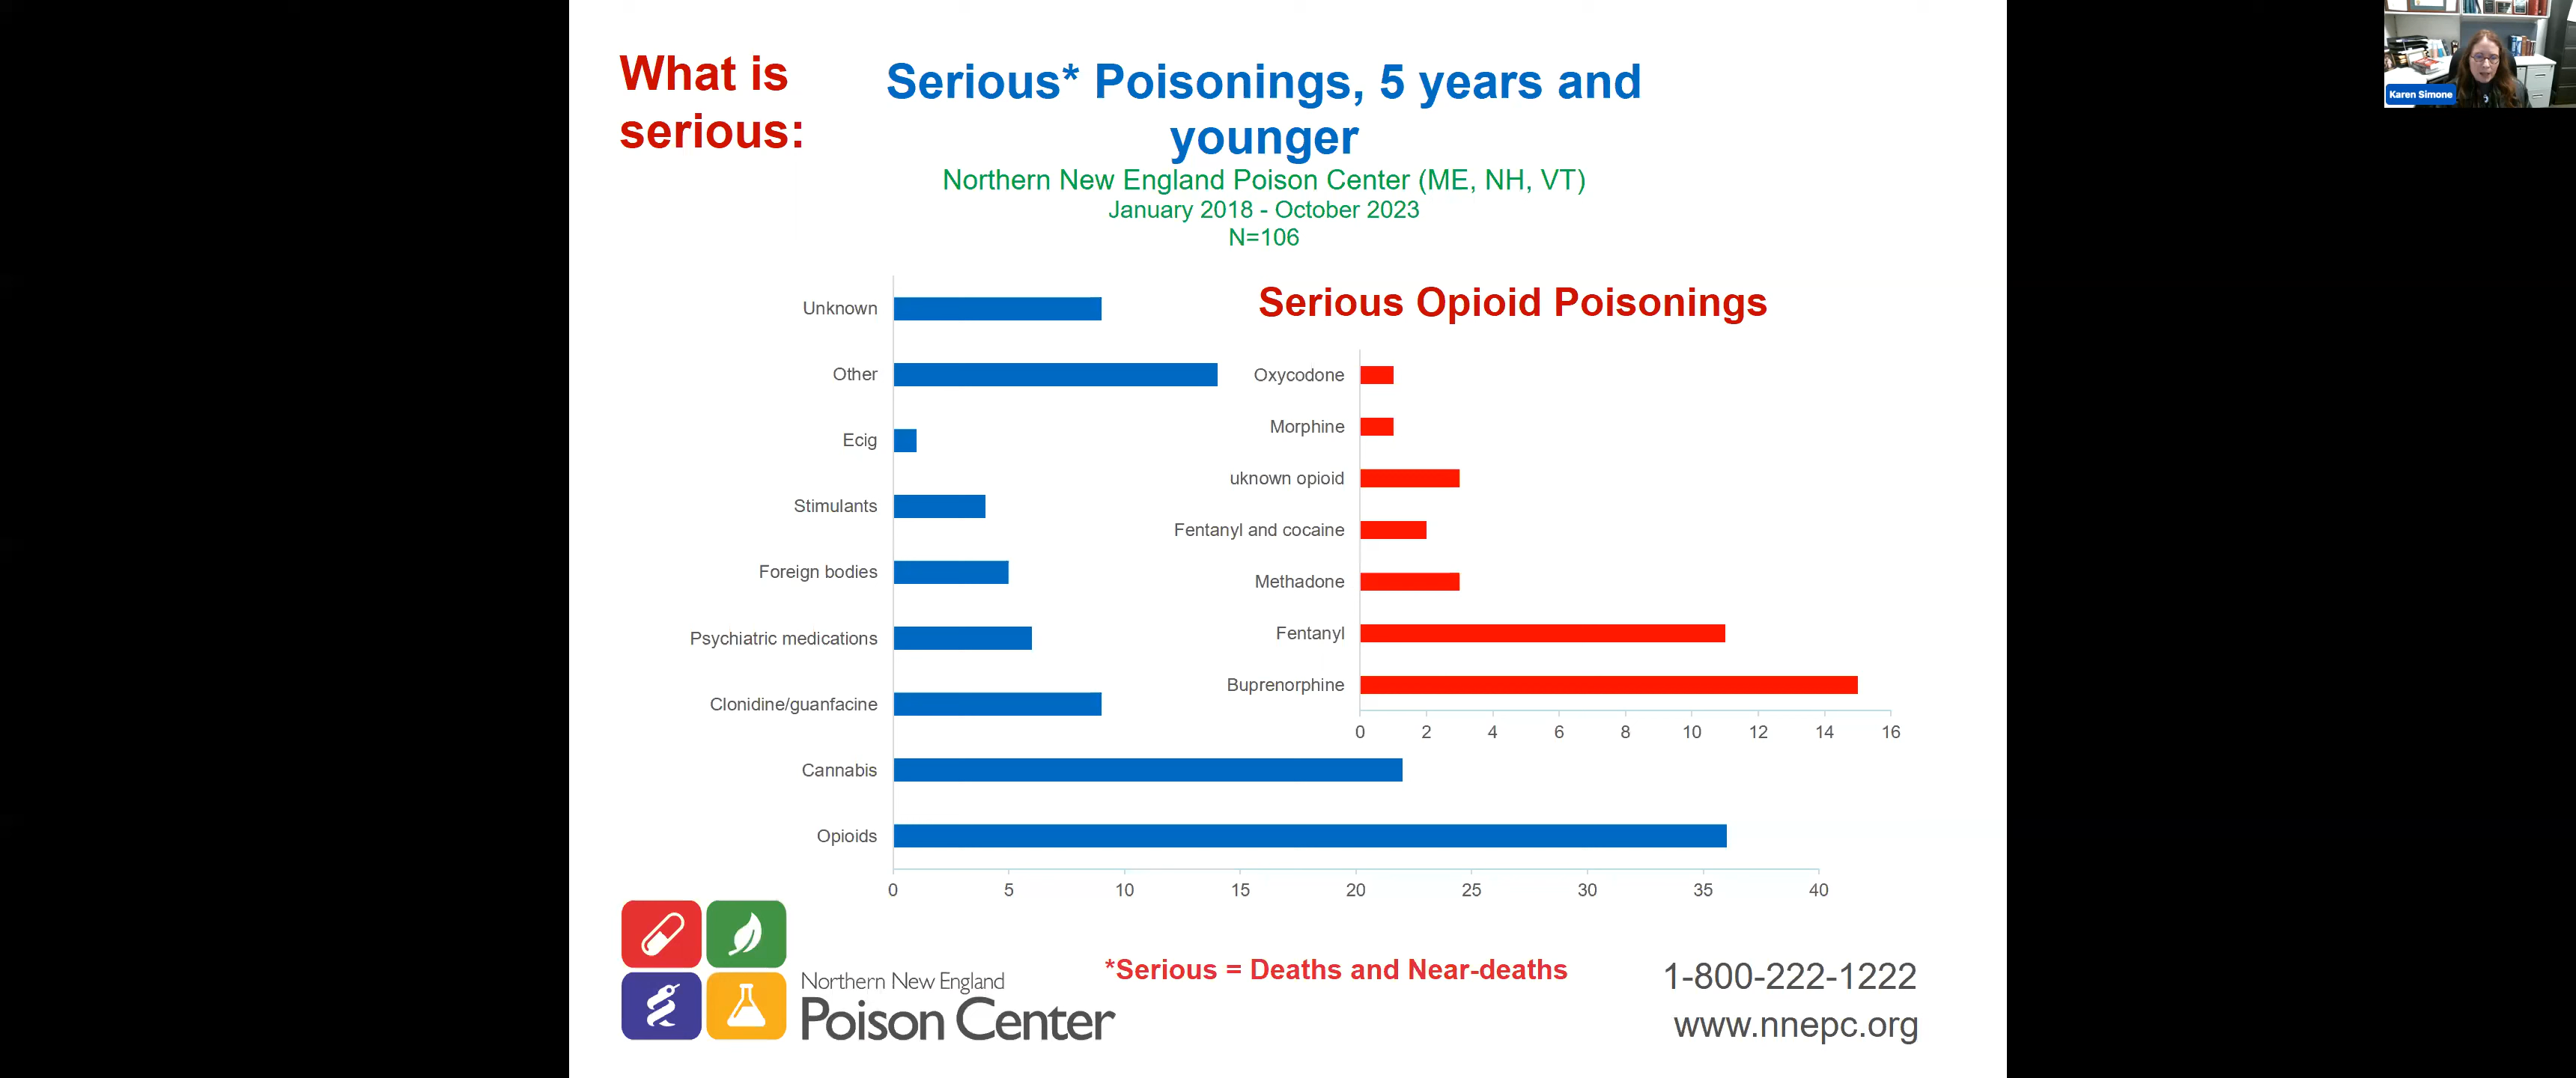 What is
serious:
Serious* Poisonings, 5 years and
younger
Northern New England Poison Center (ME, NH, VT)
January 2018 - October 2023
N=106
Karen Simone
Unknown
Other
Ecig
Stimulants
Foreign bodies
Psychiatric medications
Clonidine/guanfacine
Cannabis
Opioids
0 5 10 15 20 25 30 35 40
Serious Opioid Poisonings
Oxycodone
Morphine
uknown opioid
Fentanyl and cocaine
Methadone
Fentanyl
Buprenorphine
0 2 4 6 8 10 12 14 16
Northern New England
Poison Center
*Serious = Deaths and Near-deaths
1-800-222-1222
www.nnepc.org